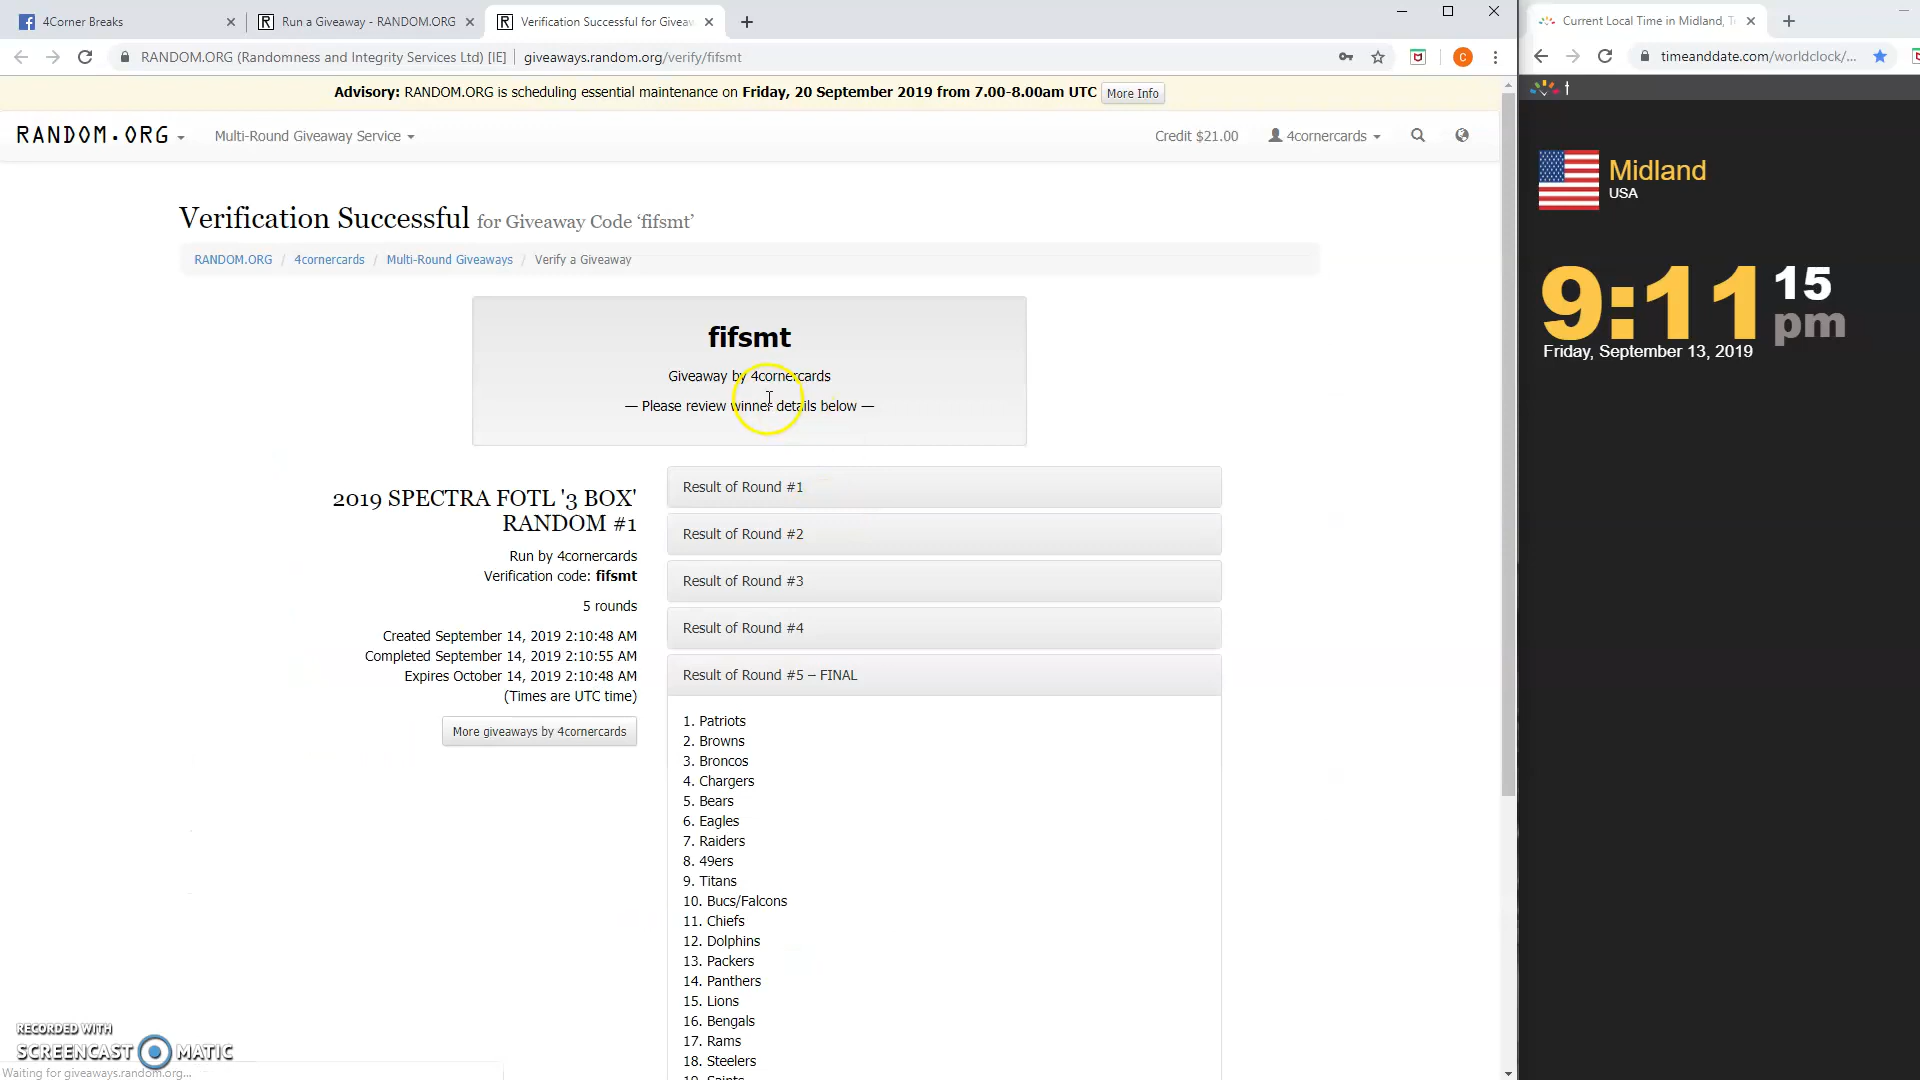 4Corner Breaks
Run a Giveaway - RANDOM.ORG
Verification Successful for Giveaw
Current Local Time in Midland, T
RANDOM.ORG (Randomness and Integrity Services Ltd) [IE]
giveaways.random.org/verify/fifsmt
C
timeanddate.com/worldclock/...
Advisory: RANDOM.ORG is scheduling essential maintenance on Friday, 20 September 2019 from 7.00-8.00am UTC
More Info
RANDOM.ORG
Multi-Round Giveaway Service
Credit $21.00
4cornercards
Midland
USA
9:11
15
pm
Friday, September 13, 2019
Verification Successful for Giveaway Code ‘fifsmt’
RANDOM.ORG / 4cornercards / Multi-Round Giveaways / Verify a Giveaway
fifsmt
Giveaway by 4cornercards
— Please review winner details below —
2019 SPECTRA FOTL '3 BOX'
RANDOM #1
Run by 4cornercards
Verification code: fifsmt
5 rounds
Created September 14, 2019 2:10:48 AM
Completed September 14, 2019 2:10:55 AM
Expires October 14, 2019 2:10:48 AM
(Times are UTC time)
More giveaways by 4cornercards
Result of Round #1
Result of Round #2
Result of Round #3
Result of Round #4
Result of Round #5 – FINAL
1. Patriots
2. Browns
3. Broncos
4. Chargers
5. Bears
6. Eagles
7. Raiders
8. 49ers
9. Titans
10. Bucs/Falcons
11. Chiefs
12. Dolphins
13. Packers
14. Panthers
15. Lions
16. Bengals
17. Rams
18. Steelers
19. Saints
RECORDED WITH
SCREENCAST MATIC
Waiting for giveaways.random.org...